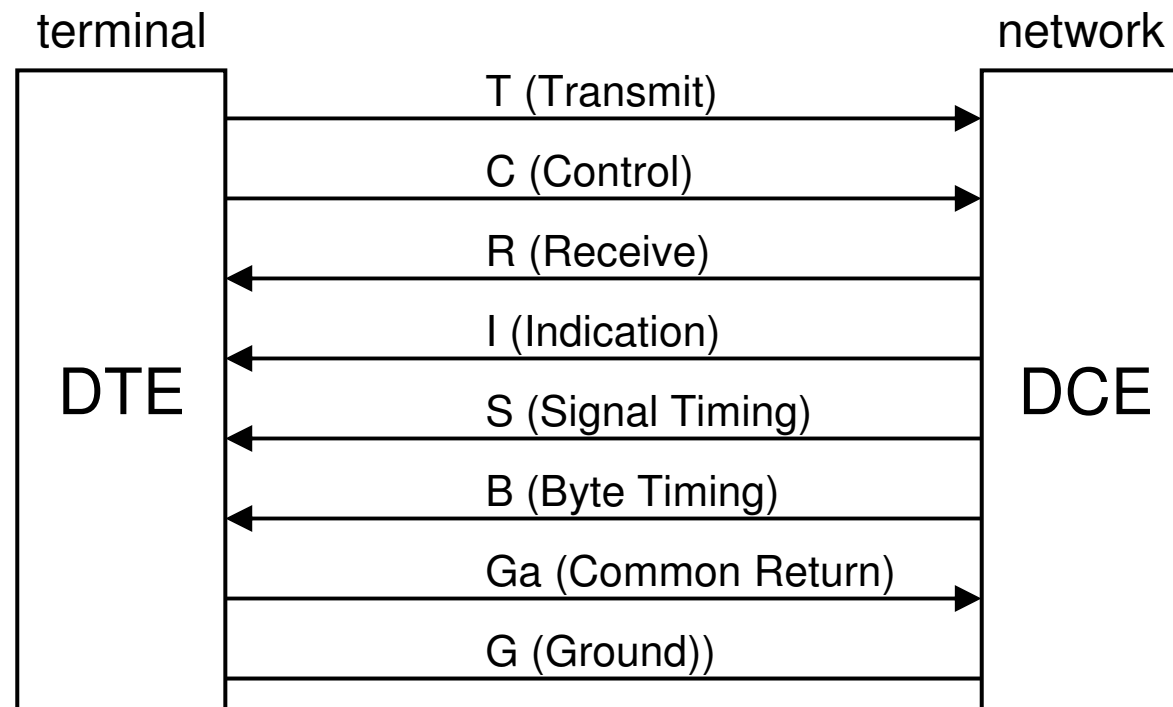 terminal
network
T (Transmit)
C (Control)
R (Receive)
I (Indication)
DTE
DCE
S (Signal Timing)
B (Byte Timing)
Ga (Common Return)
G (Ground))